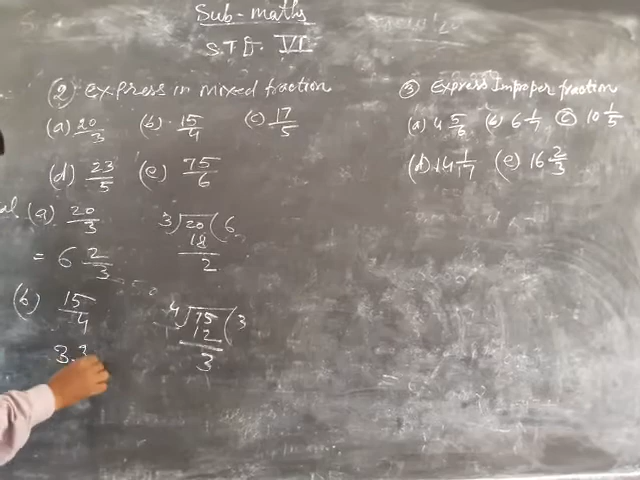 Sub - maths
STD. VI
② express in mixed fraction
(a) 20/3 (b) 15/4 (c) 17/5
(d) 23/5 (e) 75/6
(a) 20/3
= 6 2/3
3)20(6
18
2
(b) 15/4
3.3
4)15(3
12
3
③ Express Improper fraction
(a) 4 5/6 (b) 6 1/7 (c) 10 1/5
(d) 14 1/17 (e) 16 2/3